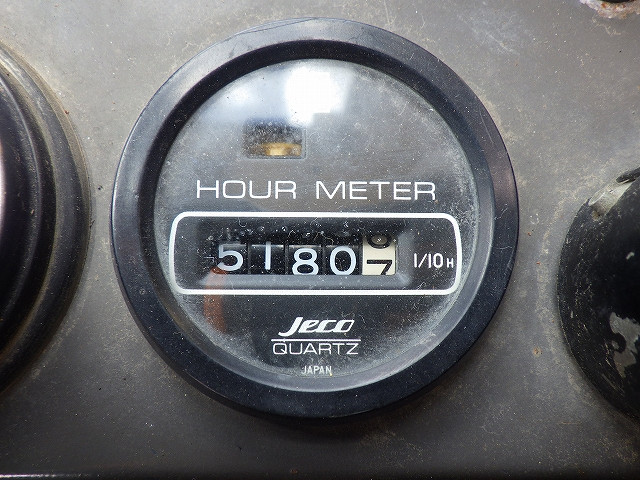 HOUR METER
51807 1/10H
Jeco
QUARTZ
JAPAN